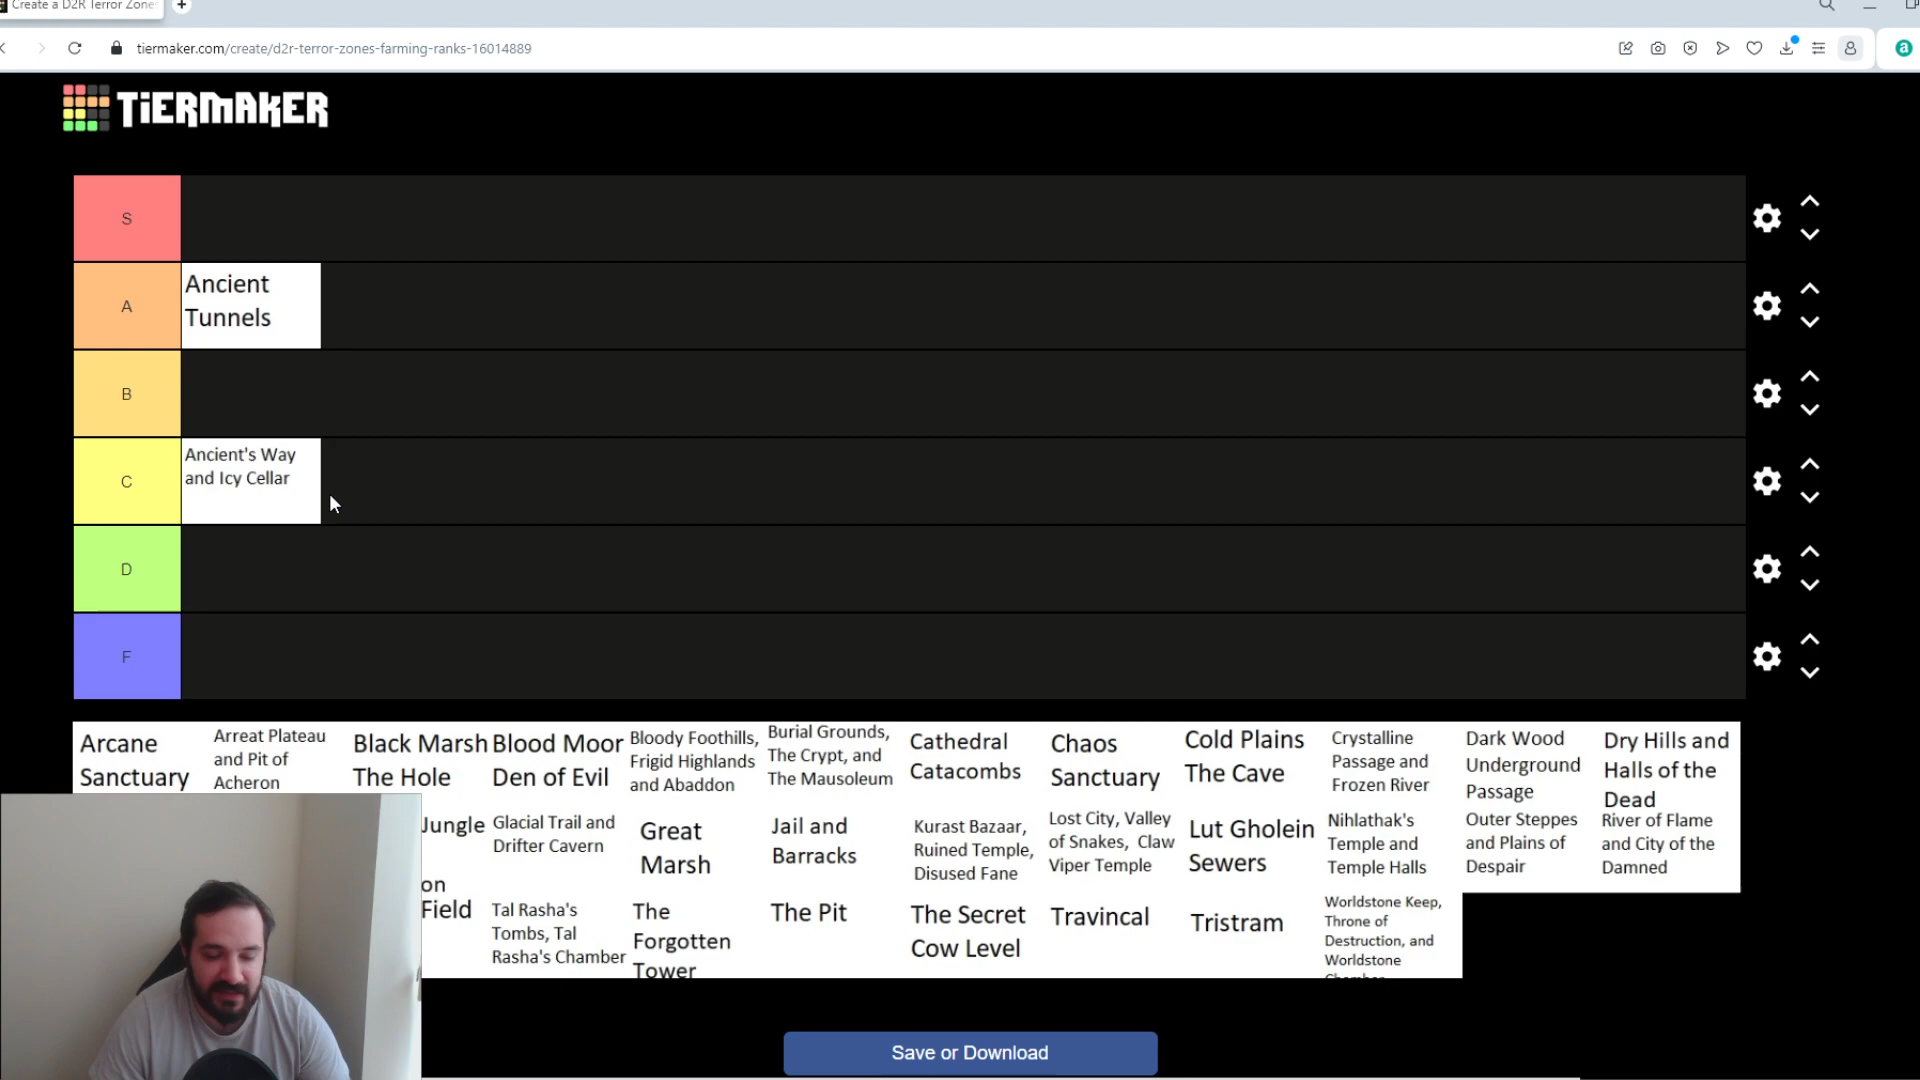 Create a D2R Terror Zone
tiermaker.com/create/d2r-terror-zones-farming-ranks-16014889
a
TiERMAKER
S
A
Ancient
Tunnels
B
C
Ancient's Way
and Icy Cellar
D
F
Arcane
Sanctuary
Arreat Plateau
and Pit of
Acheron
Black Marsh
The Hole
Blood Moor
Den of Evil
Bloody Foothills,
Frigid Highlands
and Abaddon
Burial Grounds,
The Crypt, and
The Mausoleum
Cathedral
Catacombs
Chaos
Sanctuary
Cold Plains
The Cave
Crystalline
Passage and
Frozen River
Dark Wood
Underground
Passage
Dry Hills and
Halls of the
Dead
Jungle
Glacial Trail and
Drifter Cavern
Great
Marsh
Jail and
Barracks
Kurast Bazaar,
Ruined Temple,
Disused Fane
Lost City, Valley
of Snakes, Claw
Viper Temple
Lut Gholein
Sewers
Nihlathak's
Temple and
Temple Halls
Outer Steppes
and Plains of
Despair
River of Flame
and City of the
Damned
on
Field
Tal Rasha's
Tombs, Tal
Rasha's Chamber
The
Forgotten
Tower
The Pit
The Secret
Cow Level
Travincal
Tristram
Worldstone Keep,
Throne of
Destruction, and
Worldstone
Save or Download